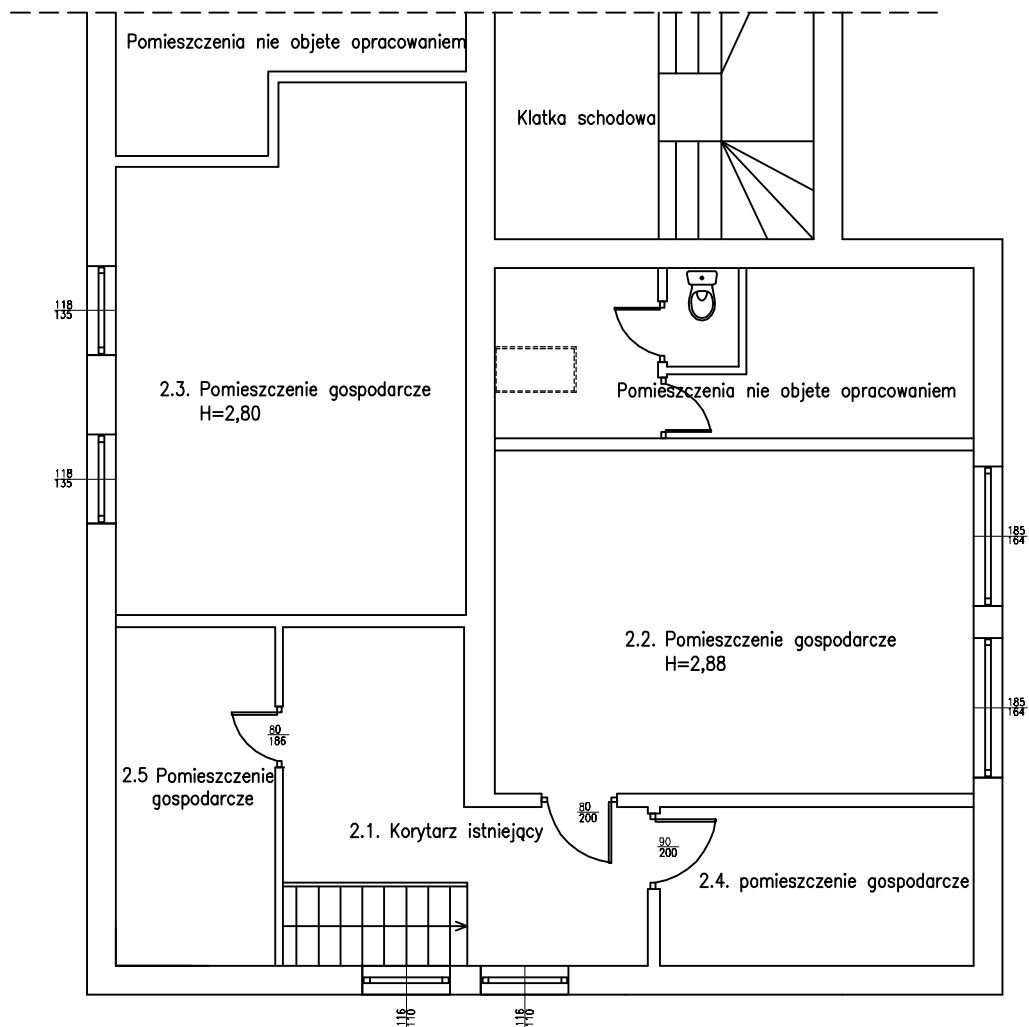 Pomieszczenia nie objete opracowaniem
Klatka schodowa
118
135
2.3. Pomieszczenie gospodarcze
H=2,80
Pomieszczenia nie objete opracowaniem
118
135
185
164
2.2. Pomieszczenie gospodarcze
H=2,88
185
164
80
186
2.5 Pomieszczenie
gospodarcze
80
200
2.1. Korytarz istniejący
90
200
2.4. pomieszczenie gospodarcze
116
110
116
110